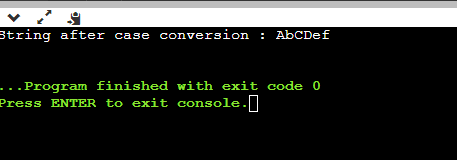 String after case conversion : AbCDef
...Program finished with exit code 0
Press ENTER to exit console.